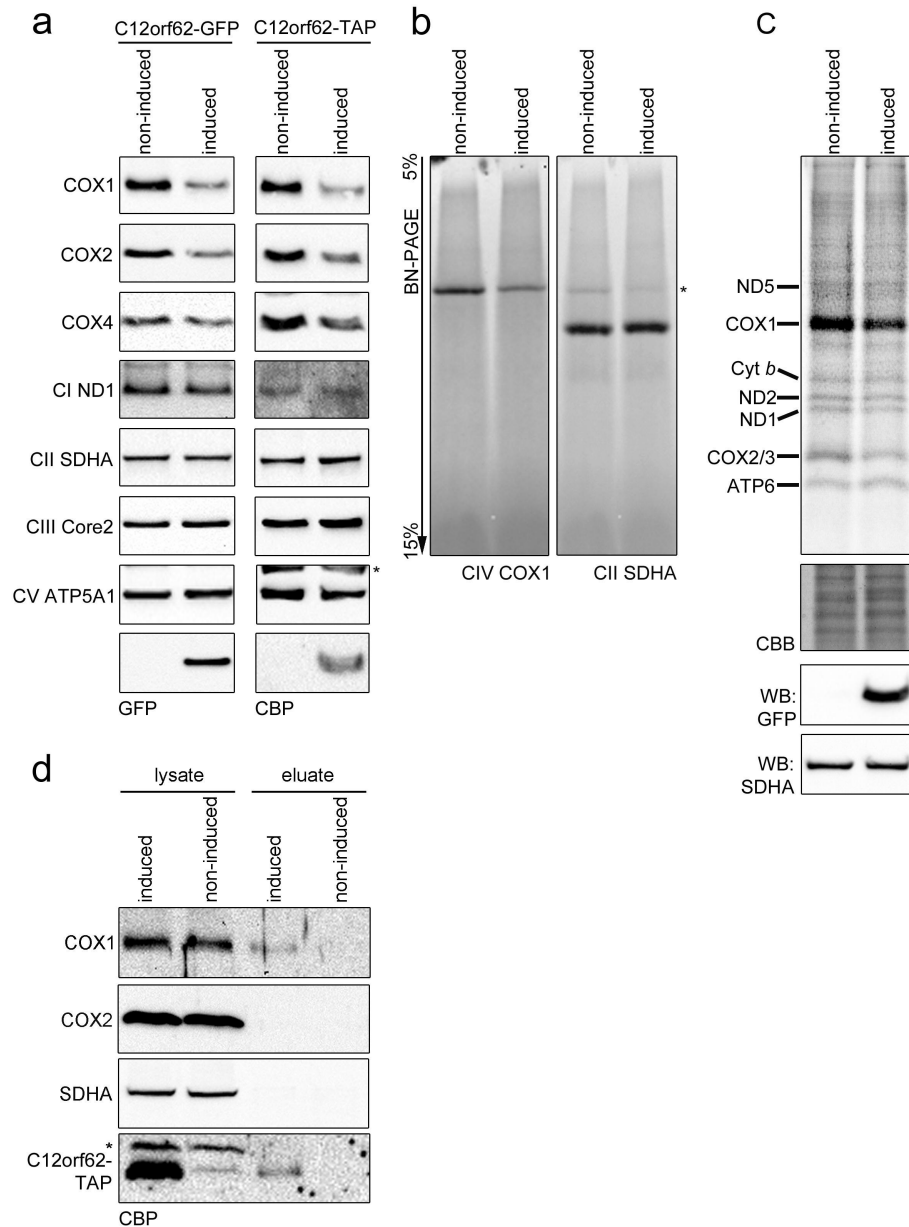 a
C12orf62-GFP
C12orf62-TAP
non-induced
induced
non-induced
induced
COX1
COX2
COX4
CI ND1
CII SDHA
CIII Core2
CV ATP5A1
*
GFP
CBP
b
non-induced
induced
non-induced
induced
5%
BN-PAGE
15%
*
CIV COX1
CII SDHA
c
non-induced
induced
ND5
COX1
Cyt b
ND2
ND1
COX2/3
ATP6
CBB
WB:
GFP
WB:
SDHA
d
lysate
eluate
induced
non-induced
induced
non-induced
COX1
COX2
SDHA
*
C12orf62-
TAP
CBP